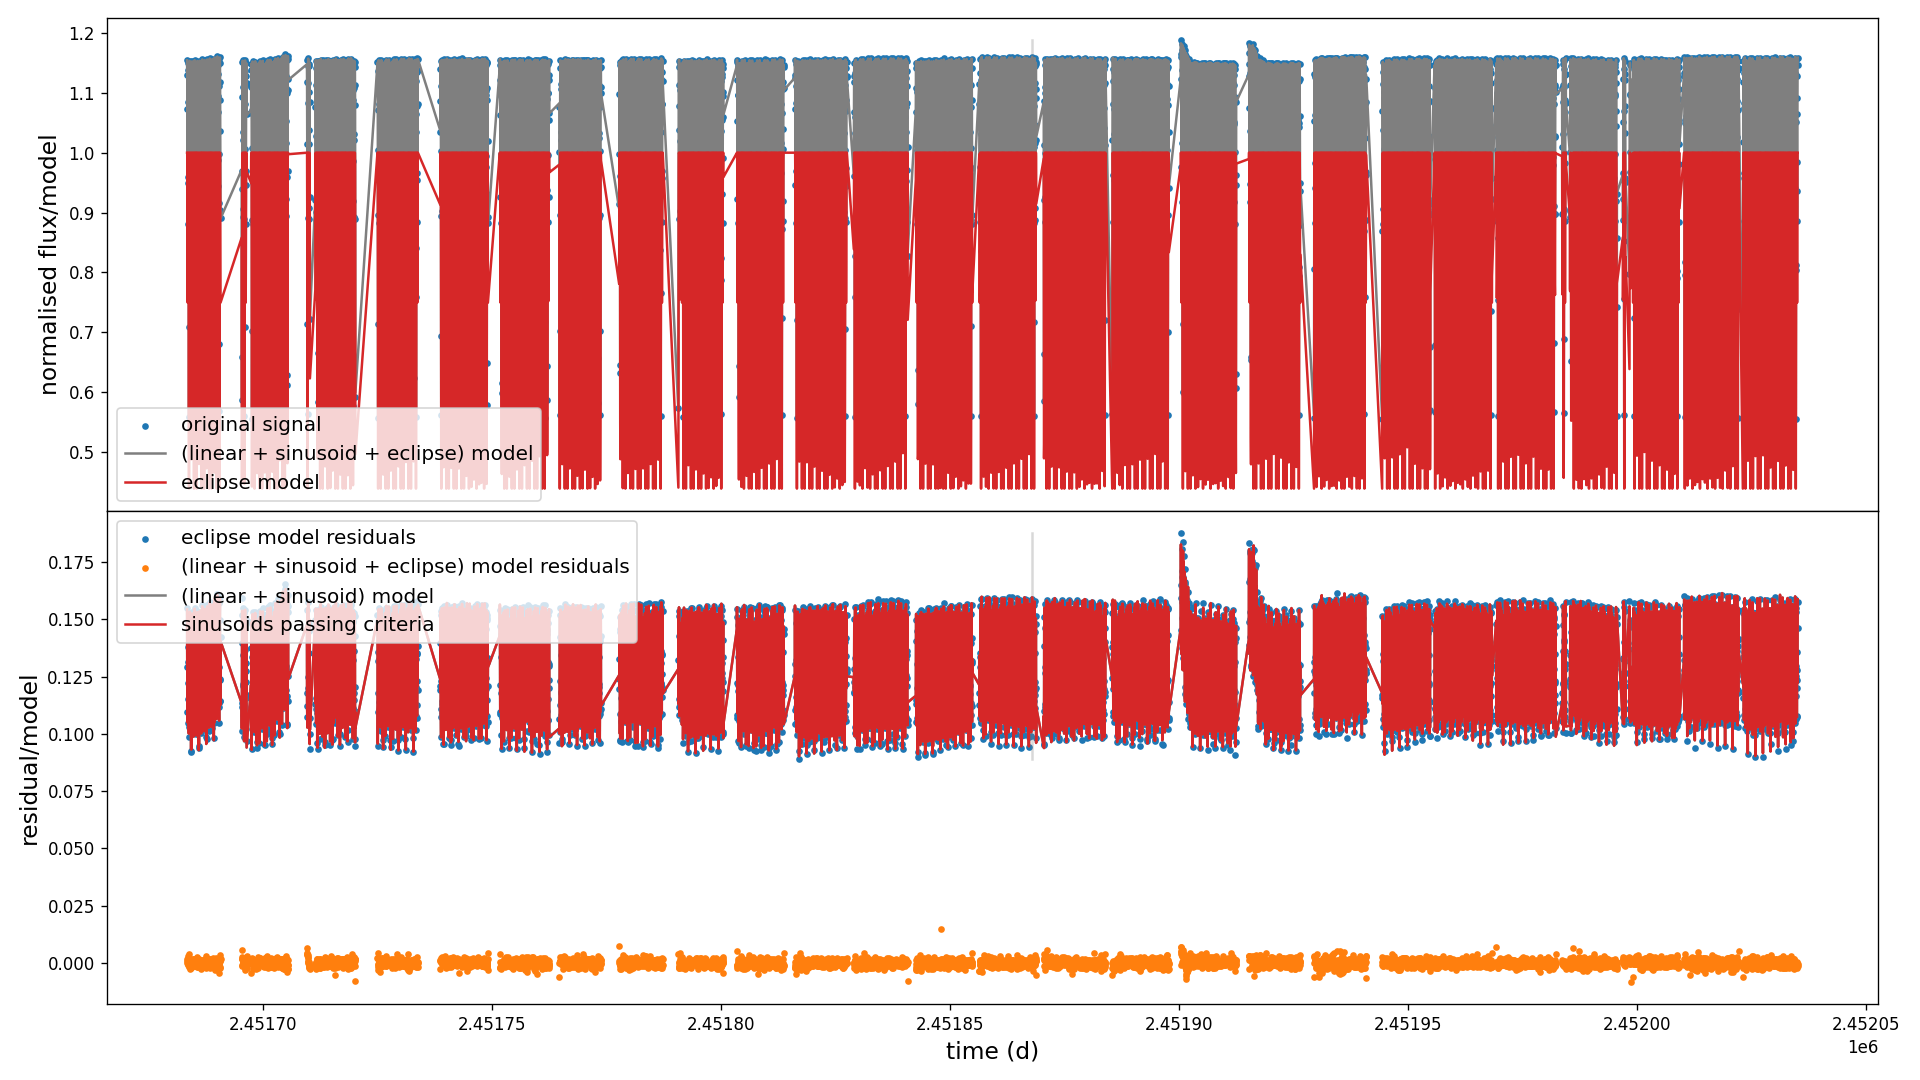 1.2
1.1
1.0
0.9
0.8
0.7
0.6
0.5
normalised flux/model
original signal
(linear + sinusoid + eclipse) model
eclipse model
eclipse model residuals
(linear + sinusoid + eclipse) model residuals
(linear + sinusoid) model
sinusoids passing criteria
0.175
0.150
0.125
0.100
0.075
0.050
0.025
0.000
residual/model
2.45170
2.45175
2.45180
2.45185
2.45190
2.45195
2.45200
2.45205
1e6
time (d)